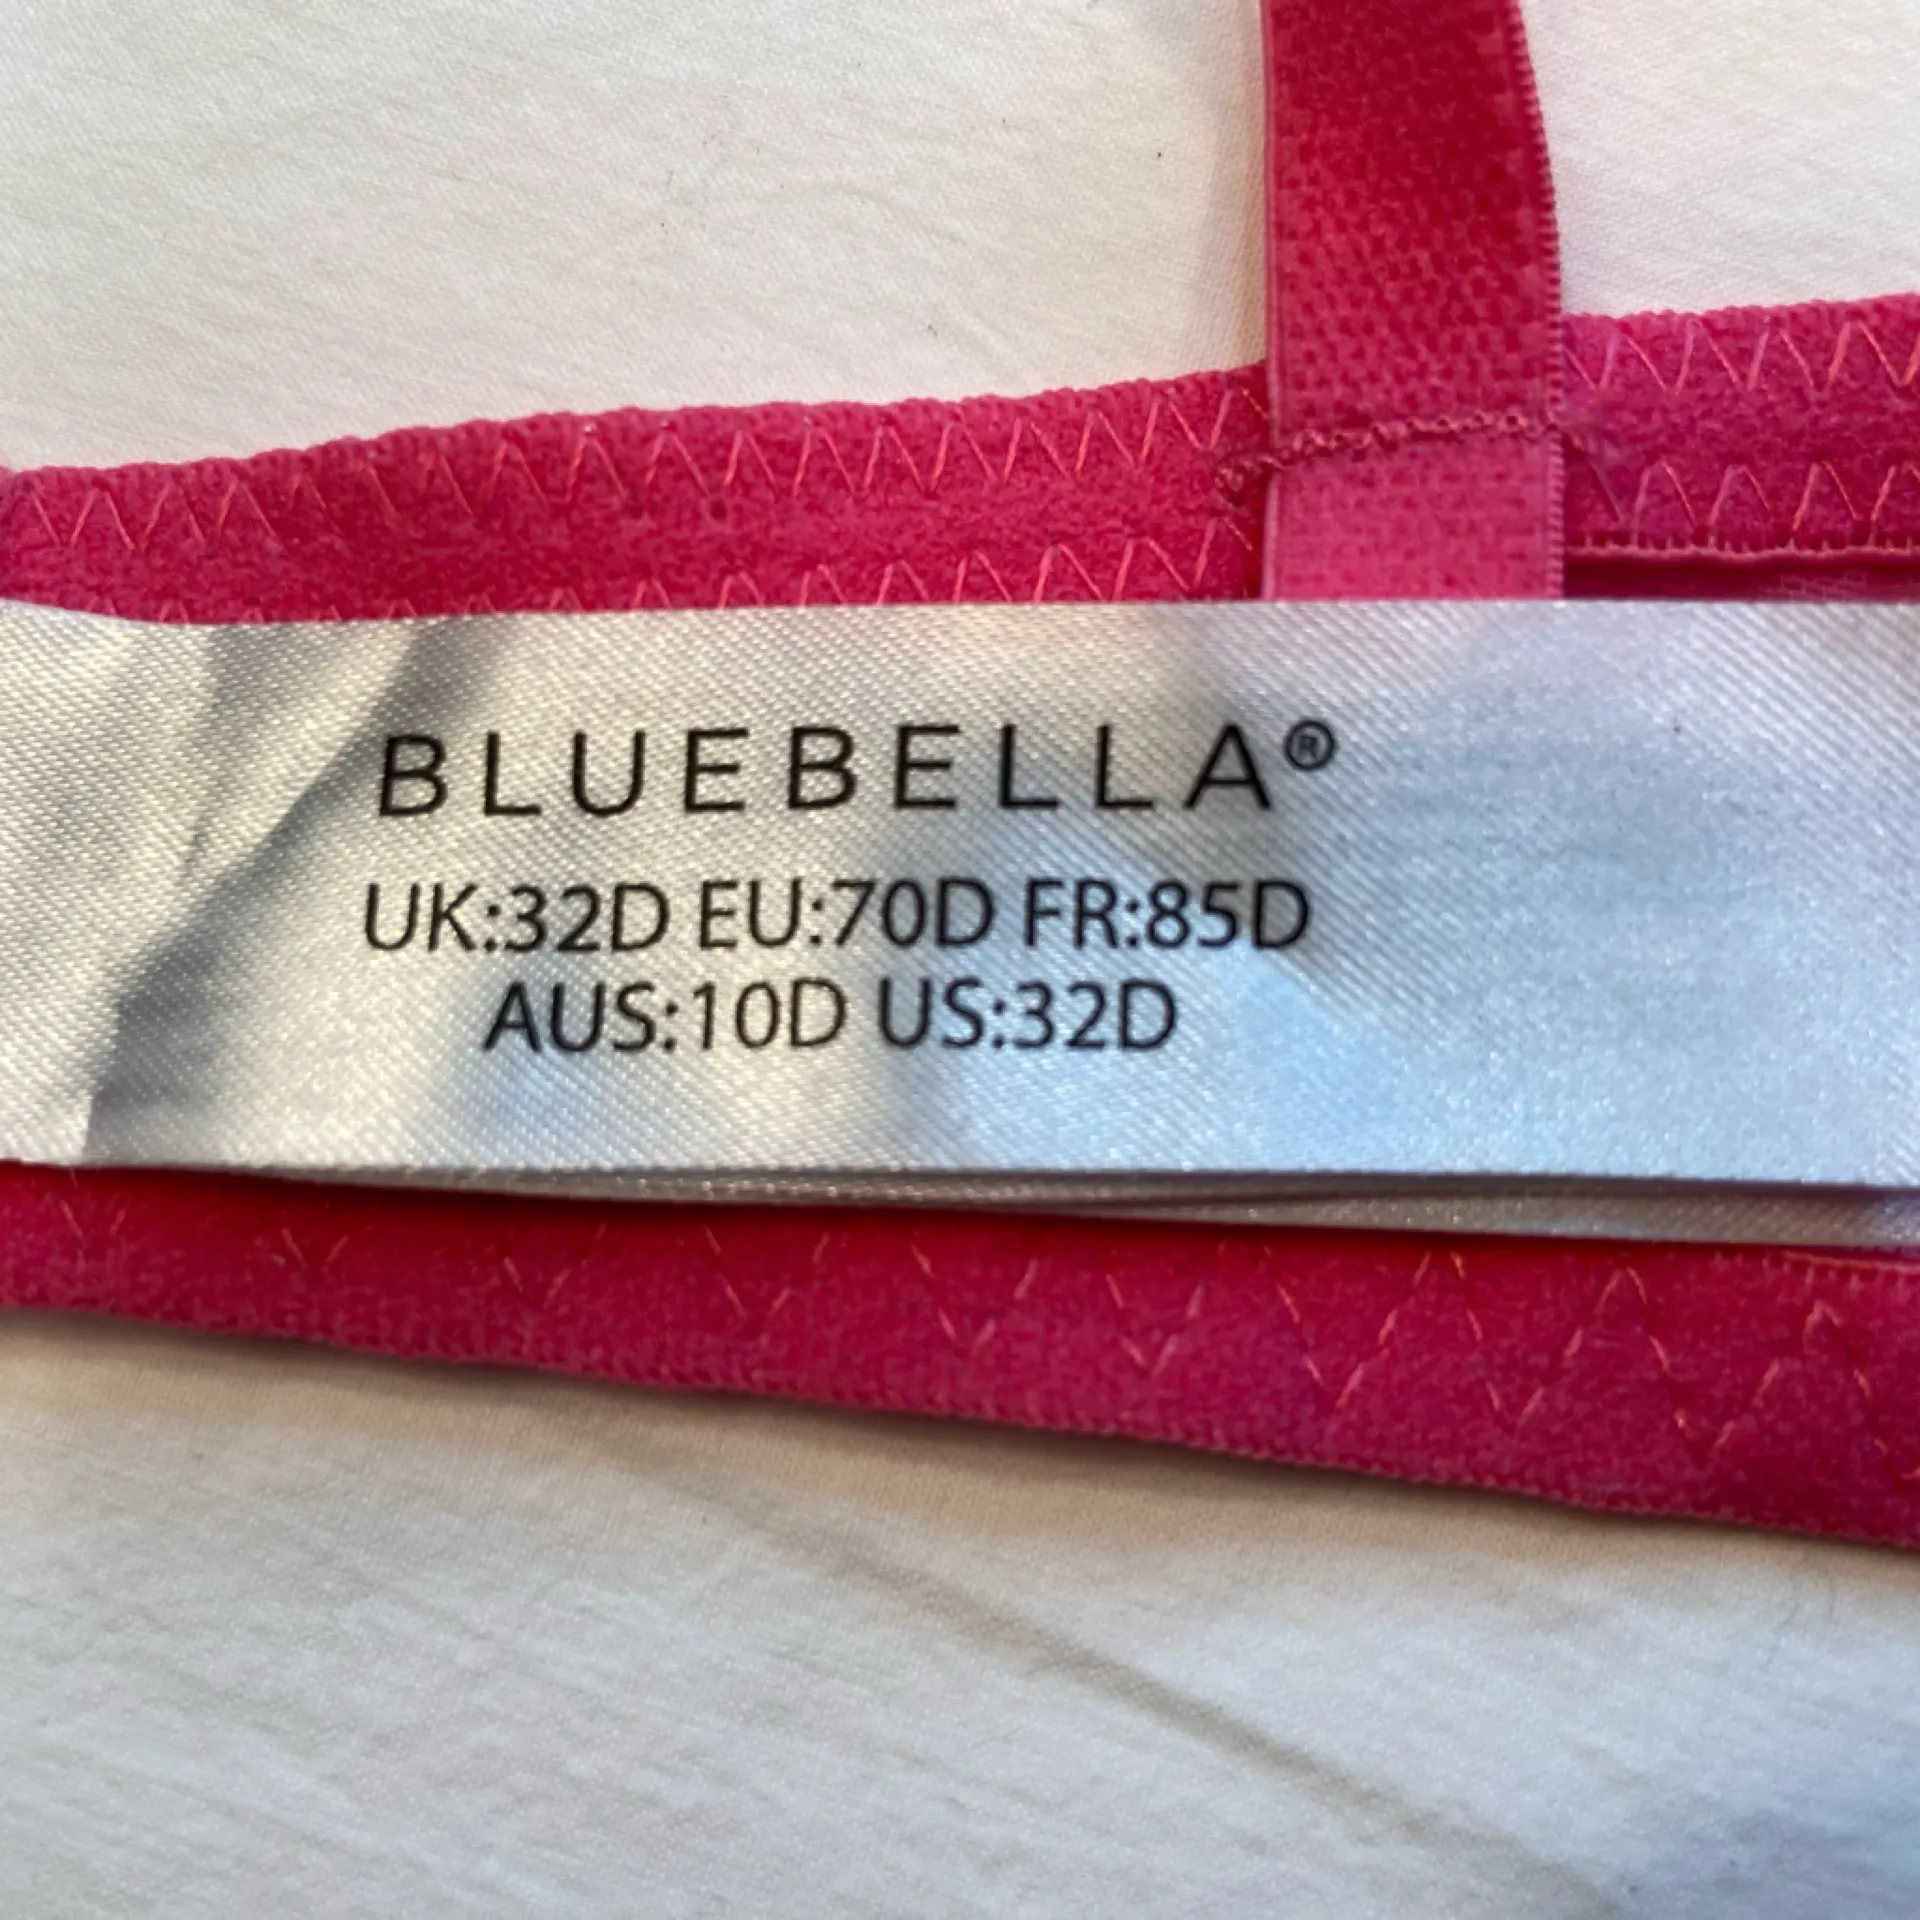 BLUEBELLA®
UK:32D EU:70D FR:85D
AUS:10D US:32D